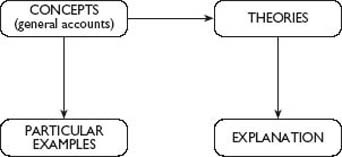 CONCEPTS
(general accounts)
THEORIES
PARTICULAR
EXAMPLES
EXPLANATION